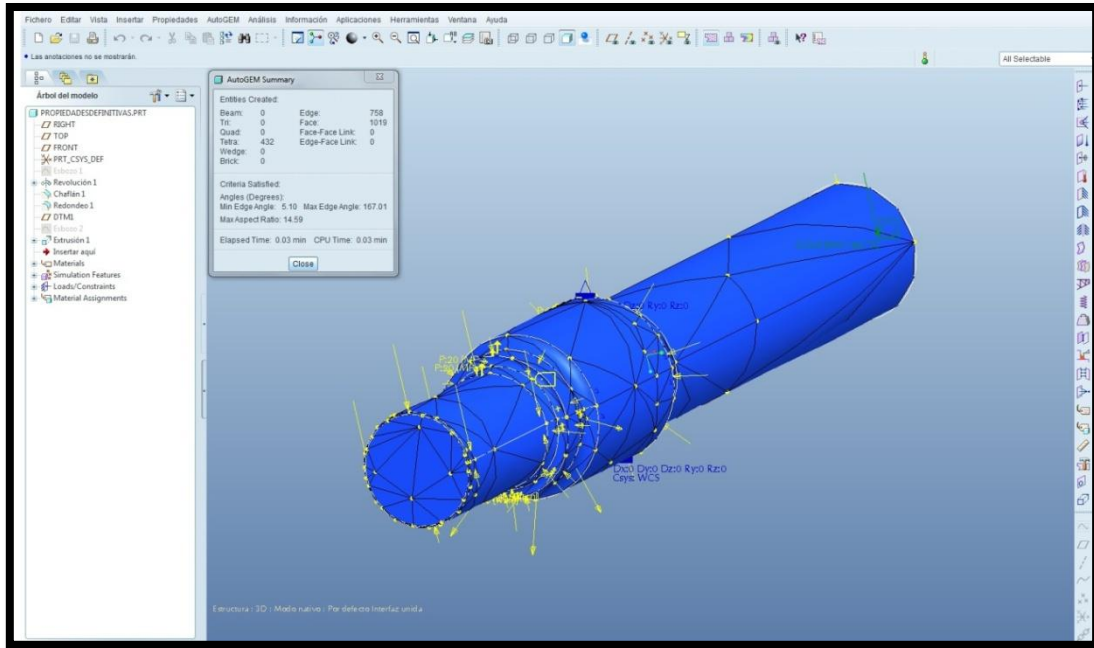 Fichero Editar Vista Insertar Propiedades AutoGEM Análisis Información Aplicaciones Herramientas Ventana Ayuda
• Las anotaciones no se mostrarán.
All Selectable
Árbol del modelo
PROPIEDADESDEFINITIVAS.PRT
RIGHT
TOP
FRONT
PRT_CSYS_DEF
Esbozo 1
Revolución 1
Chaflán 1
Redondeo 1
DTM1
Esbozo 2
Extrusión 1
Insertar aquí
Materials
Simulation Features
Loads/Constraints
Material Assignments
AutoGEM Summary
Entities Created:
Beam: 0 Edge: 758
Tri: 0 Face: 1019
Quad: 0 Face-Face Link: 0
Tetra: 432 Edge-Face Link: 0
Wedge: 0
Brick: 0
Criteria Satisfied:
Angles (Degrees):
Min Edge Angle: 5.10 Max Edge Angle: 167.01
Max Aspect Ratio: 14.59
Elapsed Time: 0.03 min CPU Time: 0.03 min
Close
Ry:0 Rz:0
Dx:0 Dy:0 Dz:0 Ry:0 Rz:0
Csys: WCS
Estructura : 3D : Modo nativo : Por defecto Interfaz unida